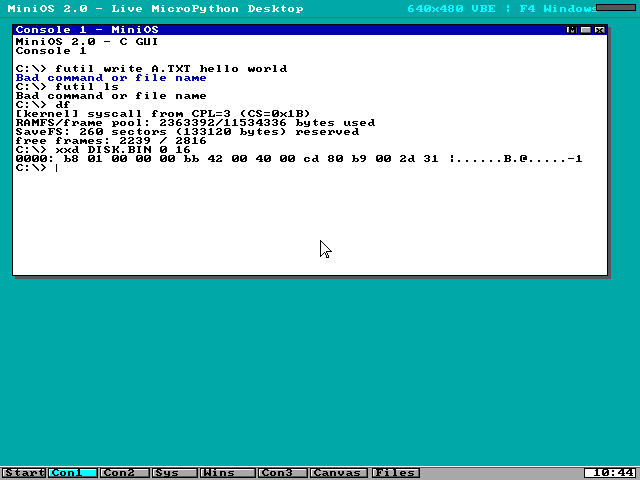 MiniOS 2.0 - Live MicroPython Desktop
640x480 VBE ¦ F4 Windows
Console 1 - MiniOS
MiniOS 2.0 - C GUI
Console 1
C:\> futil write A.TXT hello world
Bad command or file name
C:\> futil ls
Bad command or file name
C:\> df
[kernel] syscall from CPL=3 (CS=0x1B)
RAMFS/frame pool: 2363392/11534336 bytes used
SaveFS: 260 sectors (133120 bytes) reserved
free frames: 2239 / 2816
C:\> xxd DISK.BIN 0 16
0000: b8 01 00 00 00 bb 42 00 40 00 cd 80 b9 00 2d 31 ¦......B.@.....-1
C:\>
Start Con1 Con2 Sys Wins Con3 Canvas Files 10:44